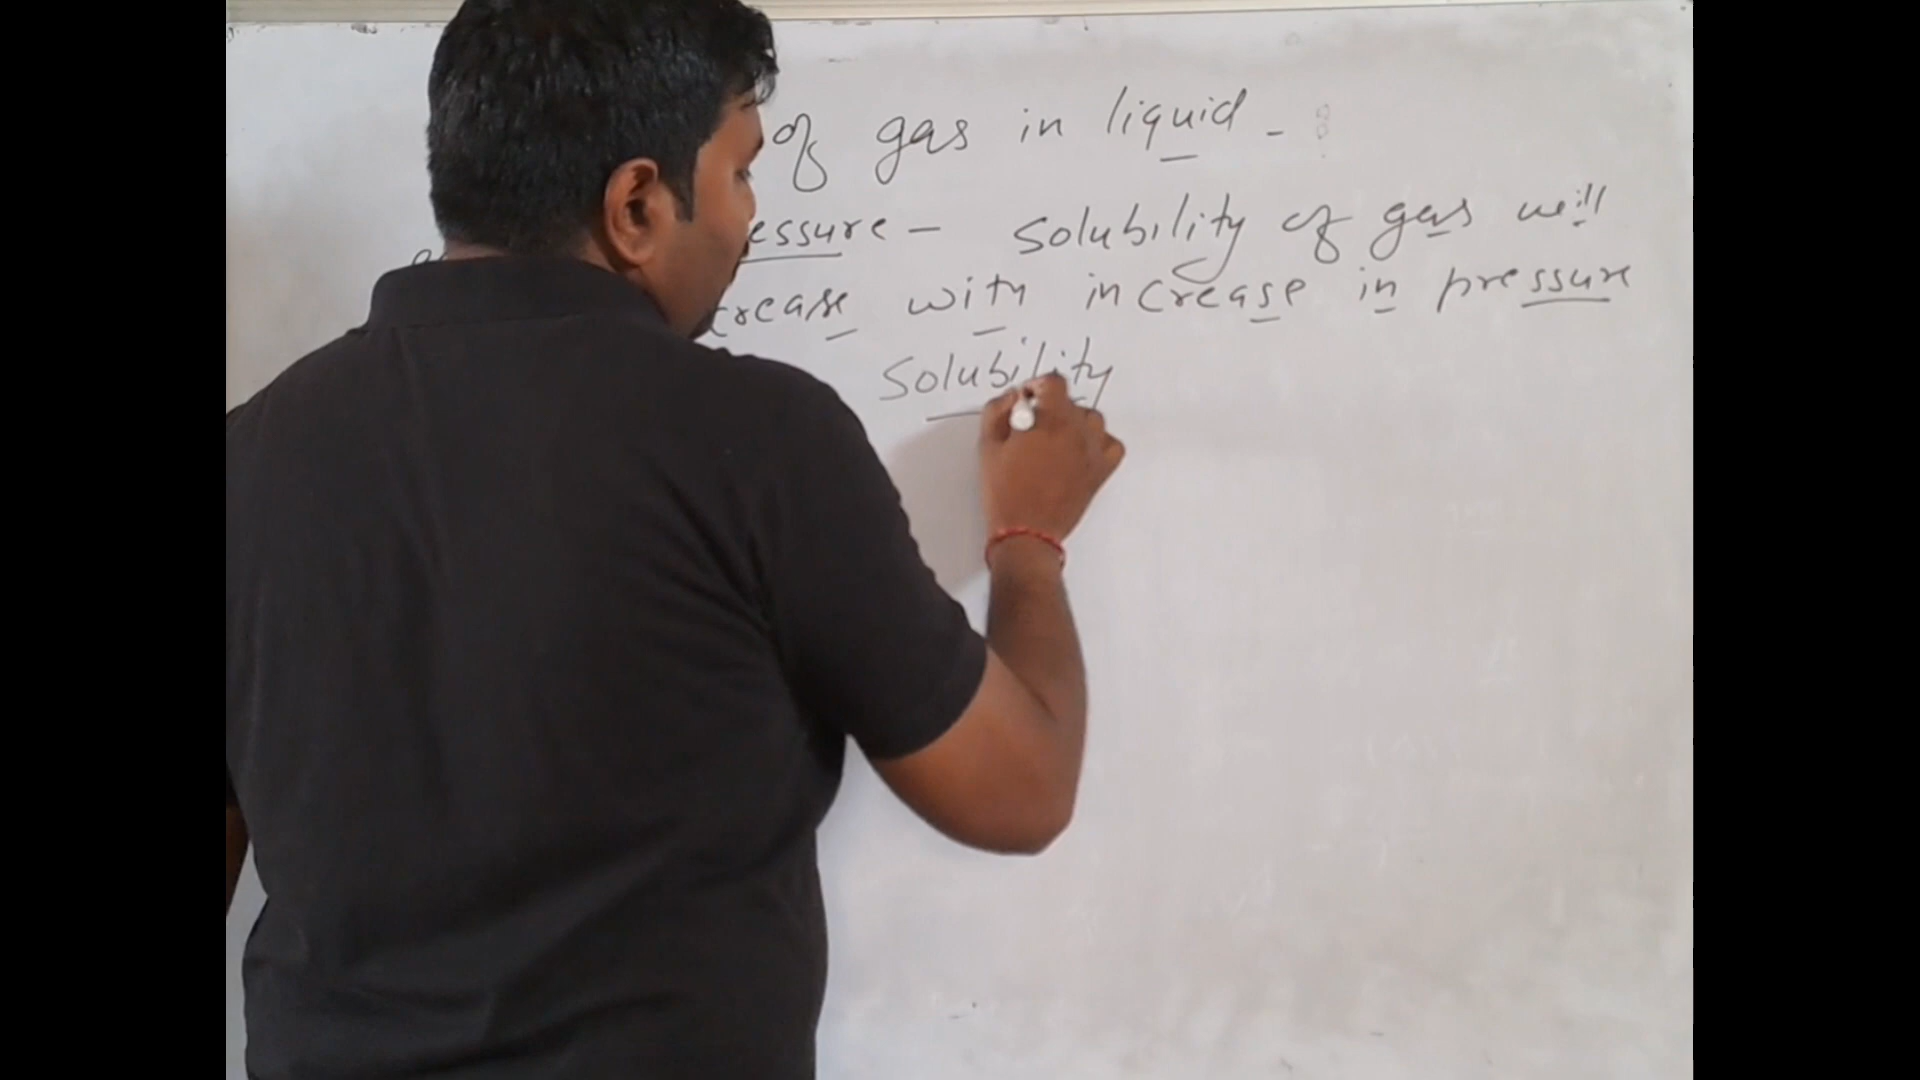 of gas in liquid -
essure - solubility of gas will
crease with increase in pressure
Solubility